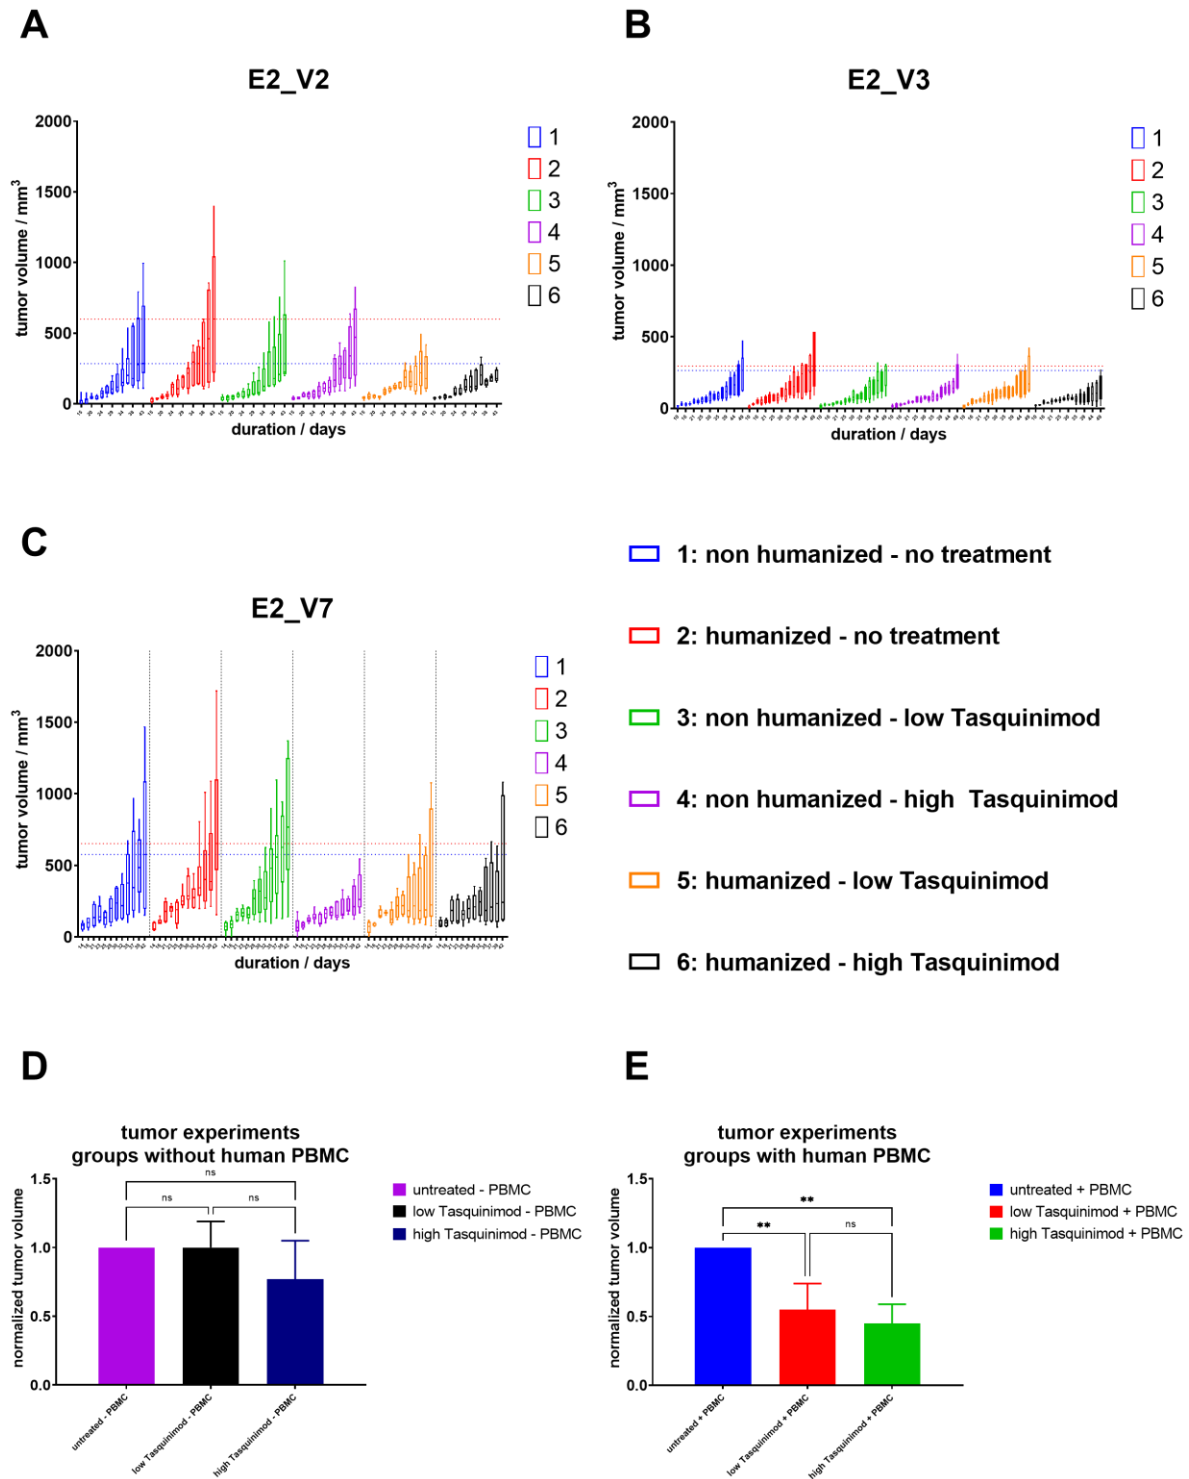 A
E2_V2
tumor volume / mm³
2000
1500
1000
500
0
duration / days
1
2
3
4
5
6
B
E2_V3
tumor volume / mm³
2000
1500
1000
500
0
duration / days
1
2
3
4
5
6
C
E2_V7
tumor volume / mm³
2000
1500
1000
500
0
duration / days
1
2
3
4
5
6
1: non humanized - no treatment
2: humanized - no treatment
3: non humanized - low Tasquinimod
4: non humanized - high Tasquinimod
5: humanized - low Tasquinimod
6: humanized - high Tasquinimod
D
tumor experiments
groups without human PBMC
normalized tumor volume
1.5
1.0
0.5
0.0
ns
ns
ns
untreated - PBMC
low Tasquinimod - PBMC
high Tasquinimod - PBMC
untreated - PBMC
low Tasquinimod - PBMC
high Tasquinimod - PBMC
E
tumor experiments
groups with human PBMC
normalized tumor volume
1.5
1.0
0.5
0.0
**
**
ns
untreated + PBMC
low Tasquinimod + PBMC
high Tasquinimod + PBMC
untreated + PBMC
low Tasquinimod + PBMC
high Tasquinimod + PBMC